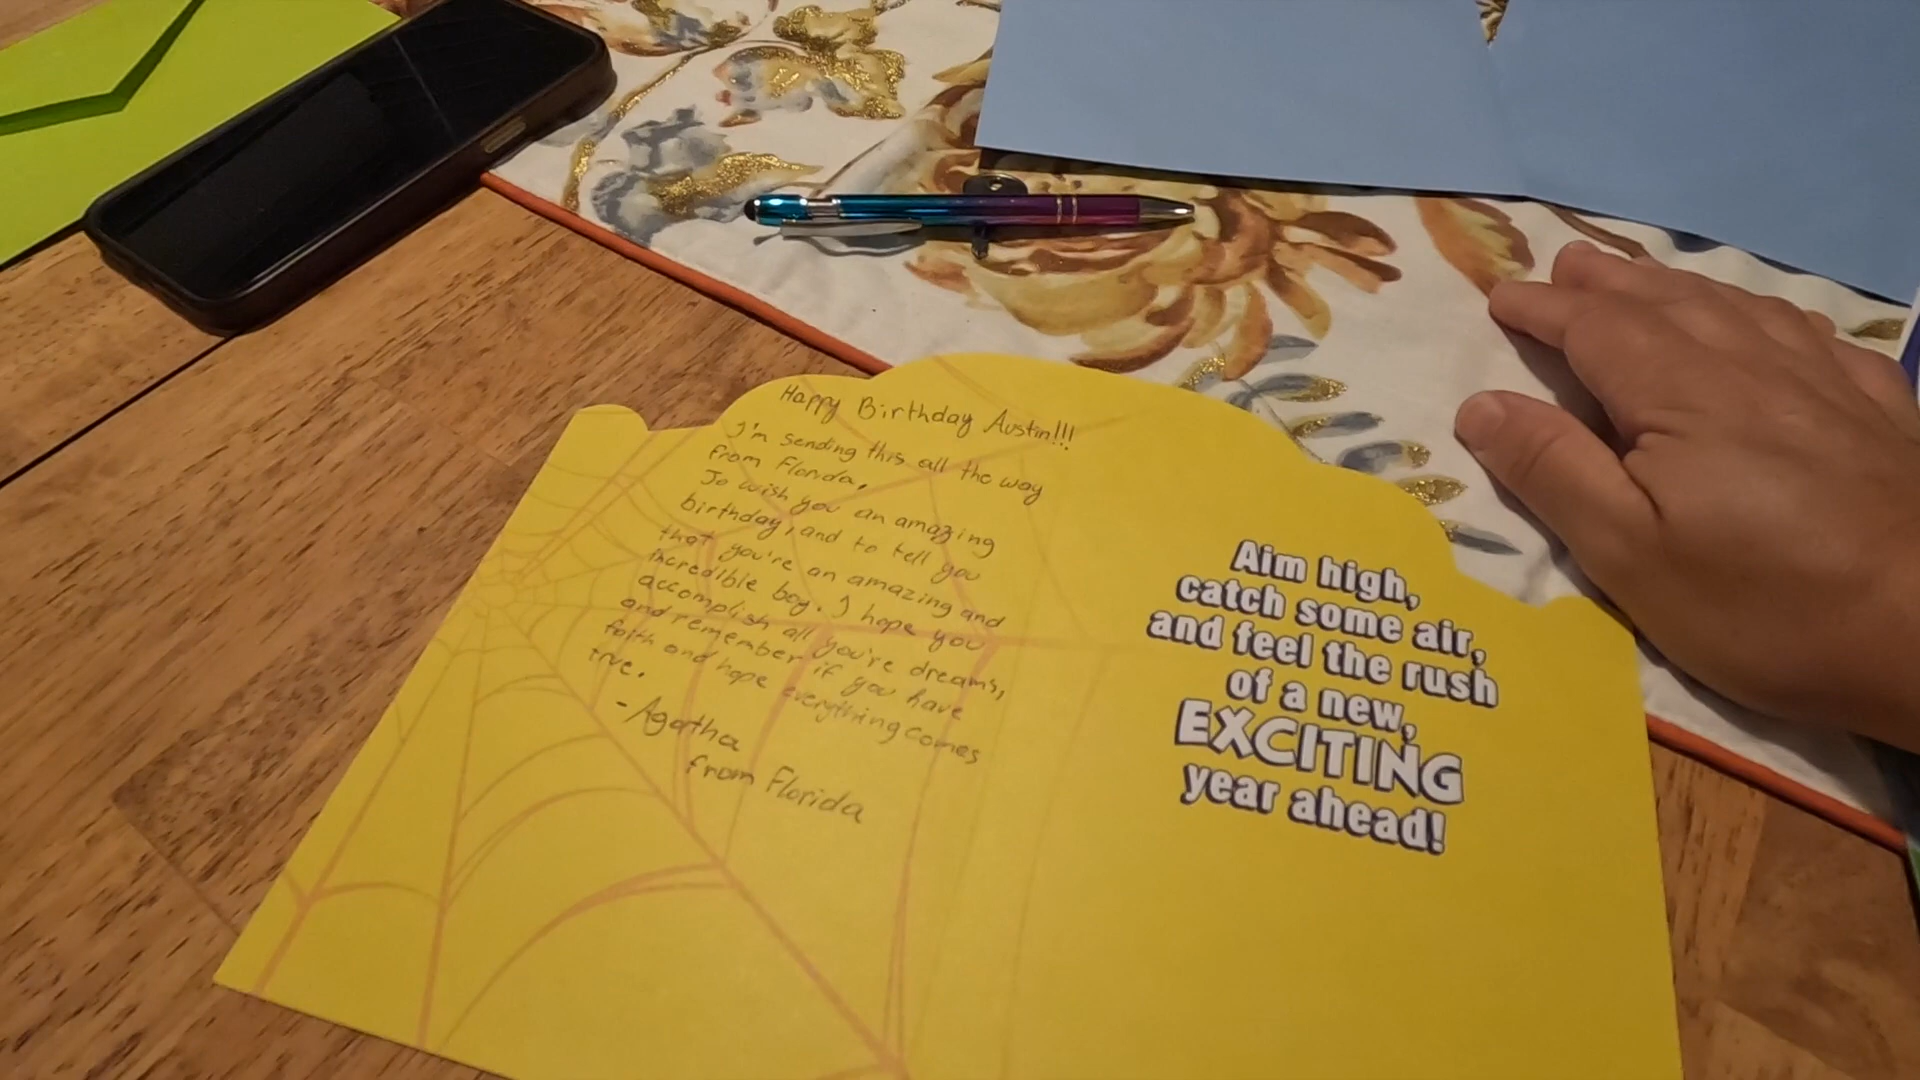 Happy Birthday Austin!!!
I'm sending this all the way
from Florida,
To wish you an amazing
birthday, and to tell you
that you're an amazing and
incredible boy. I hope you
accomplish all you're dreams,
and remember if you have
faith and hope everything comes
true.
- Agatha
from Florida
Aim high,
catch some air,
and feel the rush
of a new,
EXCITING
year ahead!